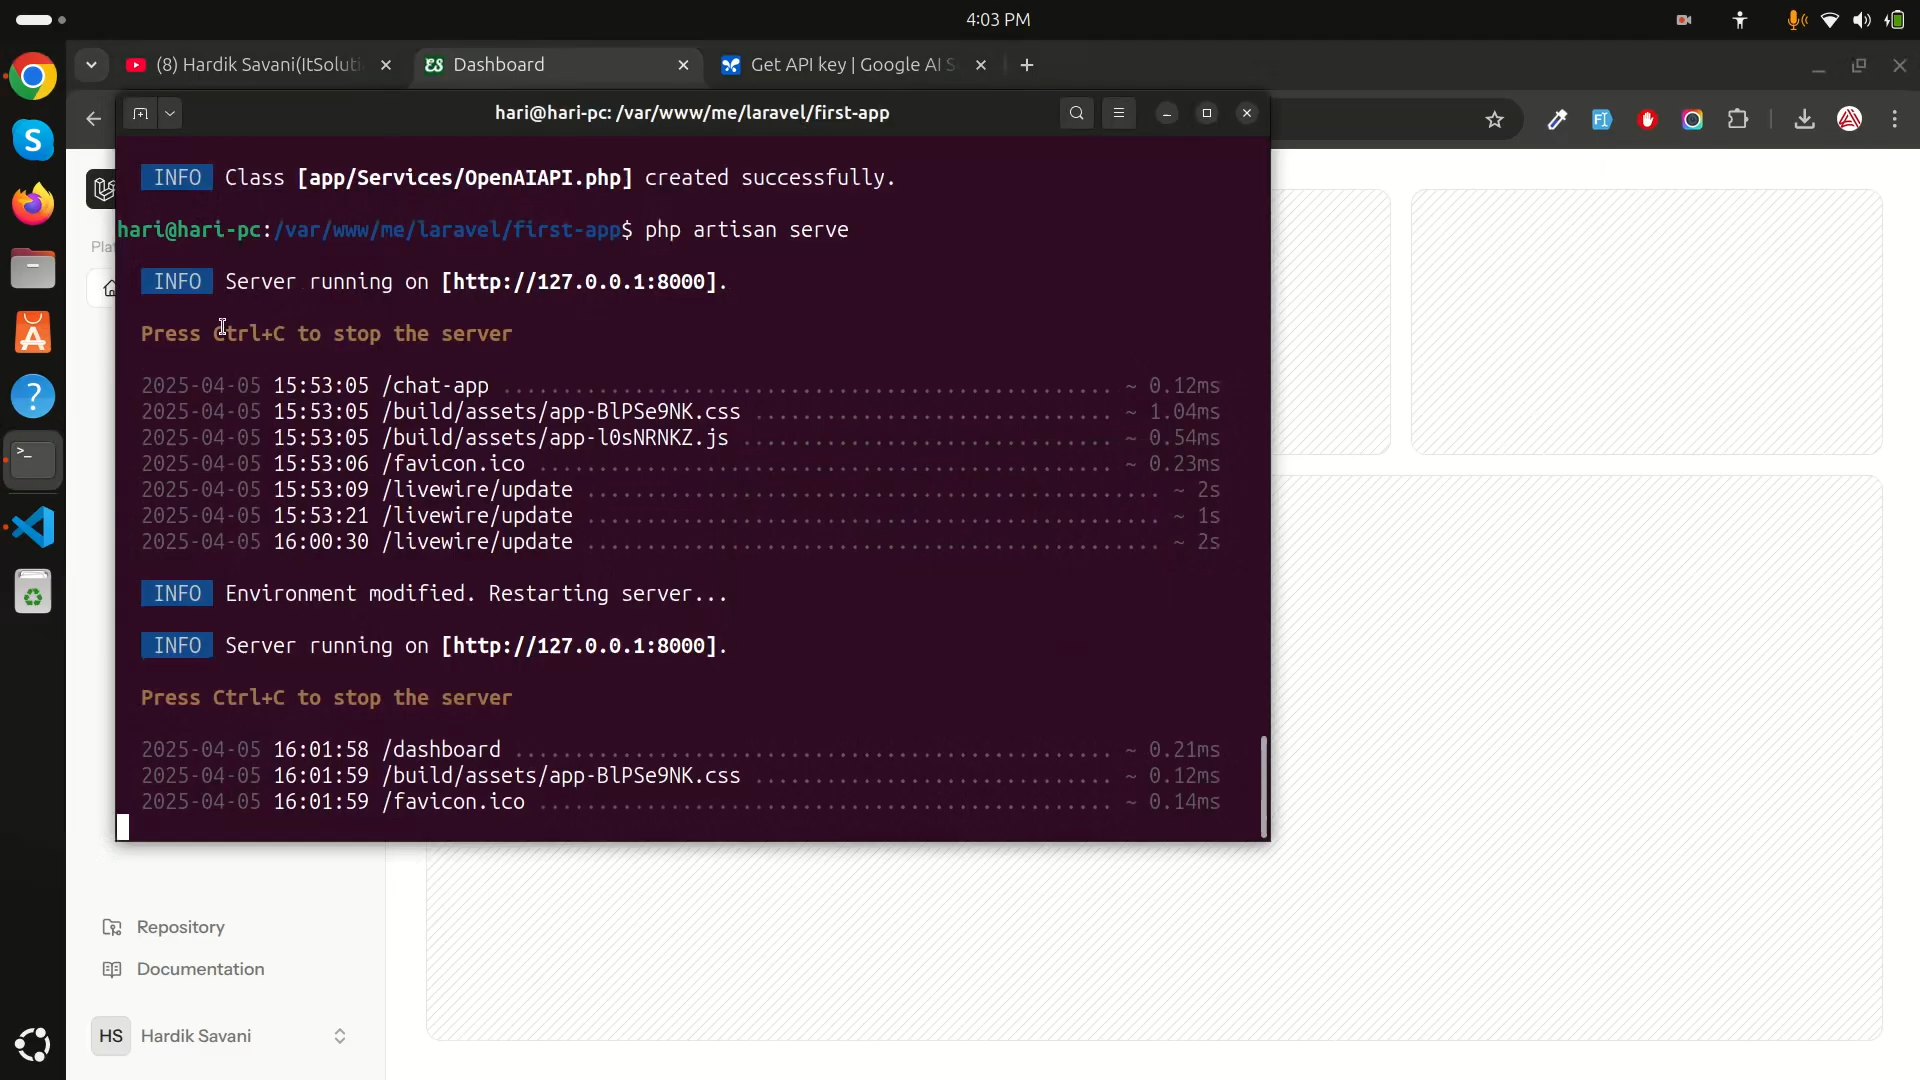 4:03 PM
(8) Hardik Savani(ItSoluti
Dashboard
Get API key | Google AI S
hari@hari-pc: /var/www/me/laravel/first-app
INFO Class [app/Services/OpenAIAPI.php] created successfully.
hari@hari-pc:/var/www/me/laravel/first-app$ php artisan serve
Plat
INFO Server running on [http://127.0.0.1:8000].
Press Ctrl+C to stop the server
2025-04-05 15:53:05 /chat-app ................................................... ~ 0.12ms
2025-04-05 15:53:05 /build/assets/app-BlPSe9NK.css .............................. ~ 1.04ms
2025-04-05 15:53:05 /build/assets/app-l0sNRNKZ.js ............................... ~ 0.54ms
2025-04-05 15:53:06 /favicon.ico ................................................ ~ 0.23ms
2025-04-05 15:53:09 /livewire/update ................................................ ~ 2s
2025-04-05 15:53:21 /livewire/update ................................................ ~ 1s
2025-04-05 16:00:30 /livewire/update ................................................ ~ 2s
INFO Environment modified. Restarting server...
INFO Server running on [http://127.0.0.1:8000].
Press Ctrl+C to stop the server
2025-04-05 16:01:58 /dashboard .................................................. ~ 0.21ms
2025-04-05 16:01:59 /build/assets/app-BlPSe9NK.css .............................. ~ 0.12ms
2025-04-05 16:01:59 /favicon.ico ................................................ ~ 0.14ms
Repository
Documentation
HS Hardik Savani